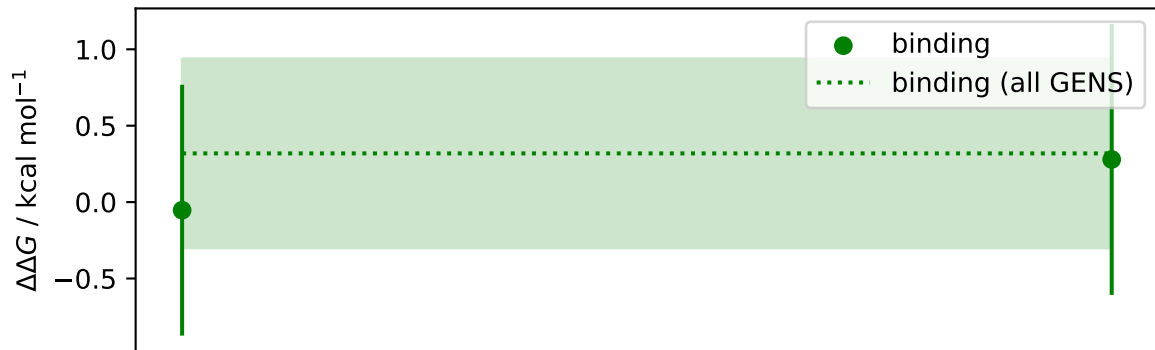 1.0
0.5
0.0
−0.5
ΔΔG / kcal mol⁻¹
binding
binding (all GENS)